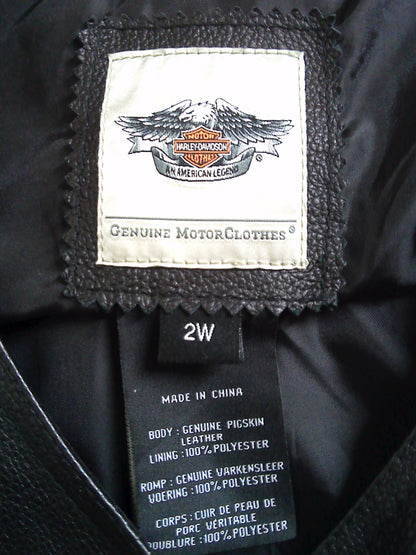 MOTOR
HARLEY-DAVIDSON
CLOTHES
AN AMERICAN LEGEND
®
GENUINE MOTORCLOTHES®
2W
MADE IN CHINA
BODY : GENUINE PIGSKIN
LEATHER
LINING : 100% POLYESTER
ROMP : GENUINE VARKENSLEER
VOERING : 100% POLYESTER
CORPS : CUIR DE PEAU DE
PORC VÉRITABLE
DOUBLURE : 100% POLYESTER